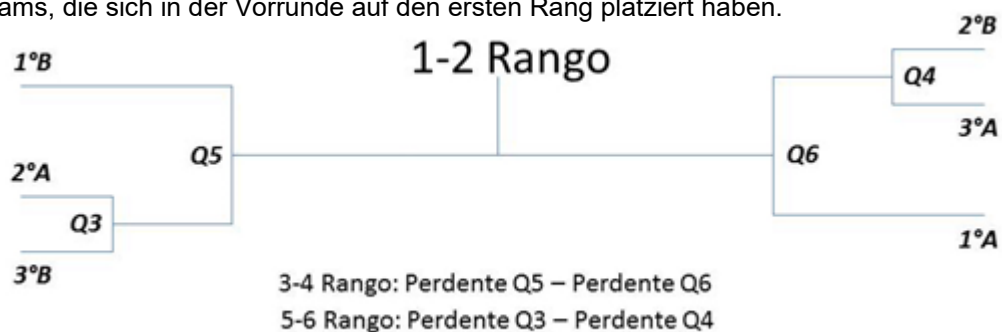 ams, die sich in der Vorrunde auf den ersten Rang platziert haben.
1-2 Rango
2°B
1°B
Q4
3°A
Q5
Q6
2°A
Q3
1°A
3°B
3-4 Rango: Perdente Q5 – Perdente Q6
5-6 Rango: Perdente Q3 – Perdente Q4